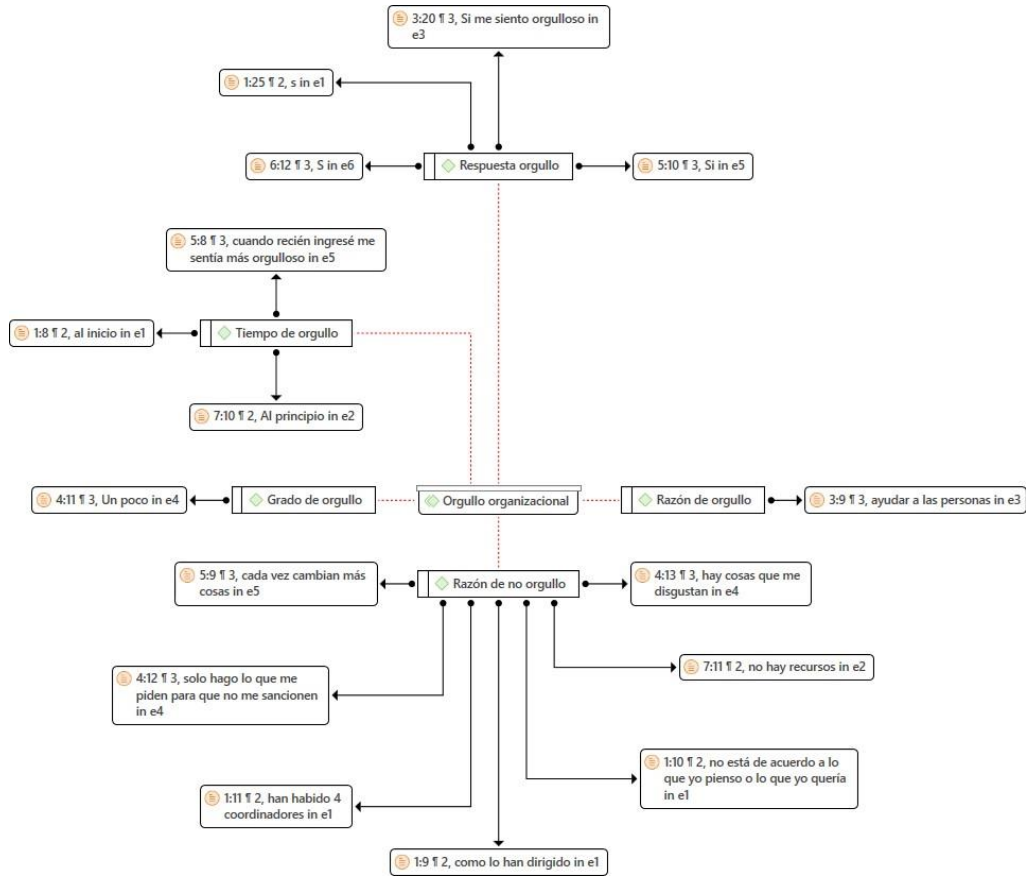 3:20 ¶ 3, Si me siento orgulloso in
e3
1:25 ¶ 2, s in e1
6:12 ¶ 3, S in e6
Respuesta orgullo
5:10 ¶ 3, Si in e5
5:8 ¶ 3, cuando recién ingresé me
sentía más orgulloso in e5
1:8 ¶ 2, al inicio in e1
Tiempo de orgullo
7:10 ¶ 2, Al principio in e2
4:11 ¶ 3, Un poco in e4
Grado de orgullo
Orgullo organizacional
Razón de orgullo
3:9 ¶ 3, ayudar a las personas in e3
5:9 ¶ 3, cada vez cambian más
cosas in e5
Razón de no orgullo
4:13 ¶ 3, hay cosas que me
disgustan in e4
7:11 ¶ 2, no hay recursos in e2
4:12 ¶ 3, solo hago lo que me
piden para que no me sancionen
in e4
1:10 ¶ 2, no está de acuerdo a lo
que yo pienso o lo que yo quería
in e1
1:11 ¶ 2, han habido 4
coordinadores in e1
1:9 ¶ 2, como lo han dirigido in e1